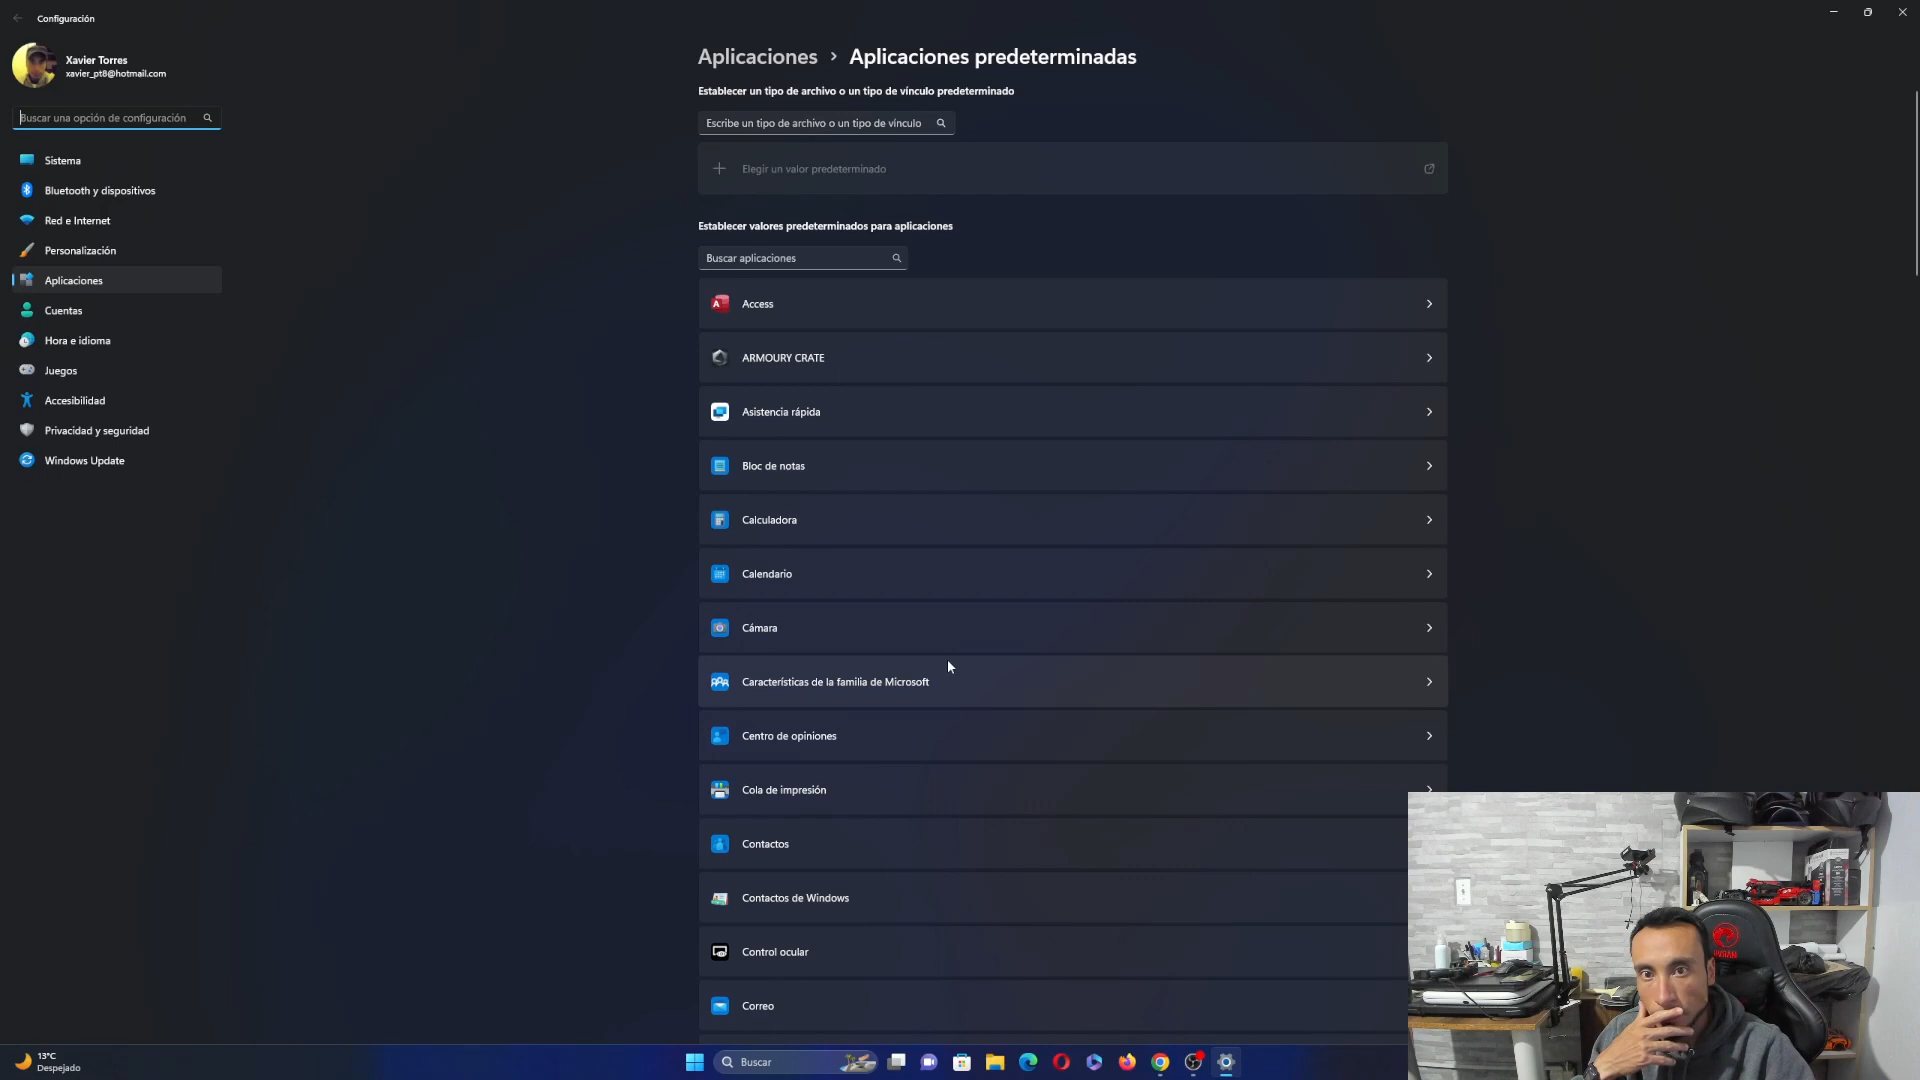 Configuración
Xavier Torres
xavier_pt8@hotmail.com
Buscar una opción de configuración
Sistema
Bluetooth y dispositivos
Red e Internet
Personalización
Aplicaciones
Cuentas
Hora e idioma
Juegos
Accesibilidad
Privacidad y seguridad
Windows Update
Aplicaciones > Aplicaciones predeterminadas
Establecer un tipo de archivo o un tipo de vínculo predeterminado
Escribe un tipo de archivo o un tipo de vínculo
Elegir un valor predeterminado
Establecer valores predeterminados para aplicaciones
Buscar aplicaciones
Access
ARMOURY CRATE
Asistencia rápida
Bloc de notas
Calculadora
Calendario
Cámara
Características de la familia de Microsoft
Centro de opiniones
Cola de impresión
Contactos
Contactos de Windows
Control ocular
Correo
13°C
Despejado
Buscar